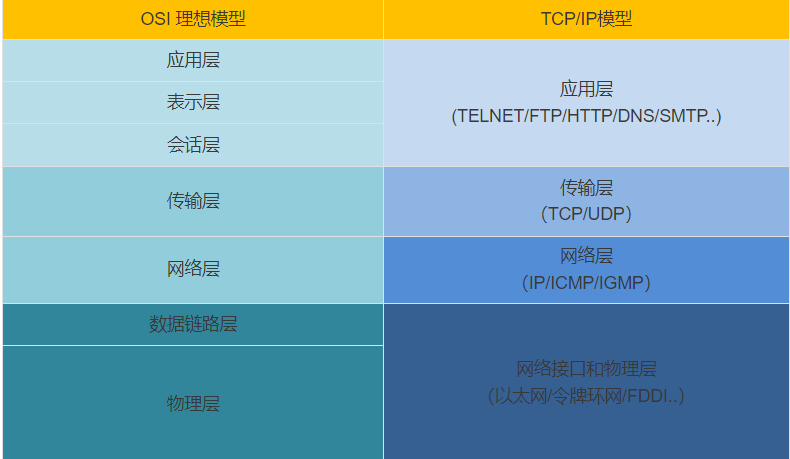 OSI 理想模型
TCP/IP模型
应用层
表示层
会话层
应用层
(TELNET/FTP/HTTP/DNS/SMTP..)
传输层
传输层
（TCP/UDP）
网络层
网络层
（IP/ICMP/IGMP）
数据链路层
物理层
网络接口和物理层
（以太网/令牌环网/FDDI..）